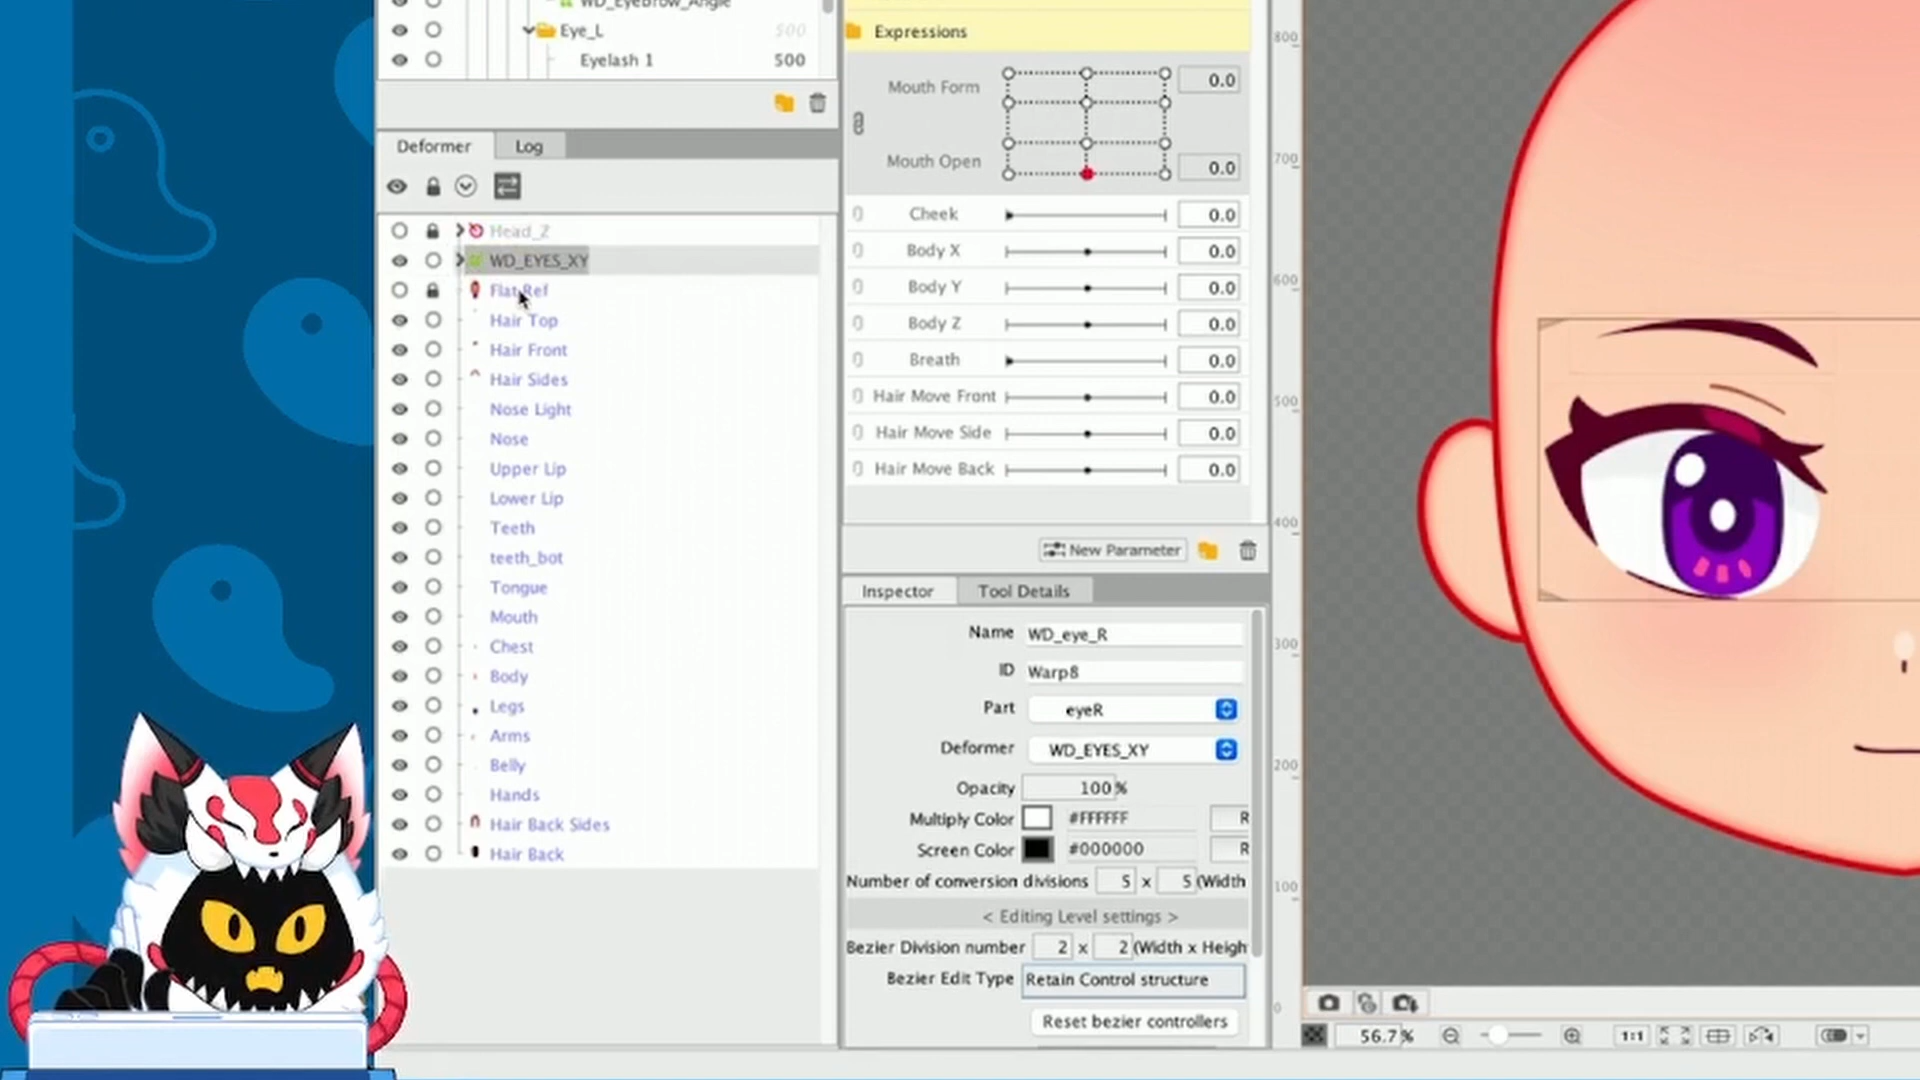 WD_EyeBrow_Angle
Eye_L 500
Eyelash 1 500
Deformer Log
Head_Z
WD_EYES_XY
Flat Ref
Hair Top
Hair Front
Hair Sides
Nose Light
Nose
Upper Lip
Lower Lip
Teeth
teeth_bot
Tongue
Mouth
Chest
Body
Legs
Arms
Belly
Hands
Hair Back Sides
Hair Back
Expressions
Mouth Form 0.0
Mouth Open 0.0
Cheek 0.0
Body X 0.0
Body Y 0.0
Body Z 0.0
Breath 0.0
Hair Move Front 0.0
Hair Move Side 0.0
Hair Move Back 0.0
New Parameter
Inspector Tool Details
Name WD_eye_R
ID Warp8
Part eyeR
Deformer WD_EYES_XY
Opacity 100 %
Multiply Color #FFFFFF R
Screen Color #000000 R
Number of conversion divisions 5 x 5 (Width
< Editing Level settings >
Bezier Division number 2 x 2 (Width x Heigh
Bezier Edit Type Retain Control structure
Reset bezier controllers
800
700
600
500
400
300
200
100
0
56.7 % 1:1